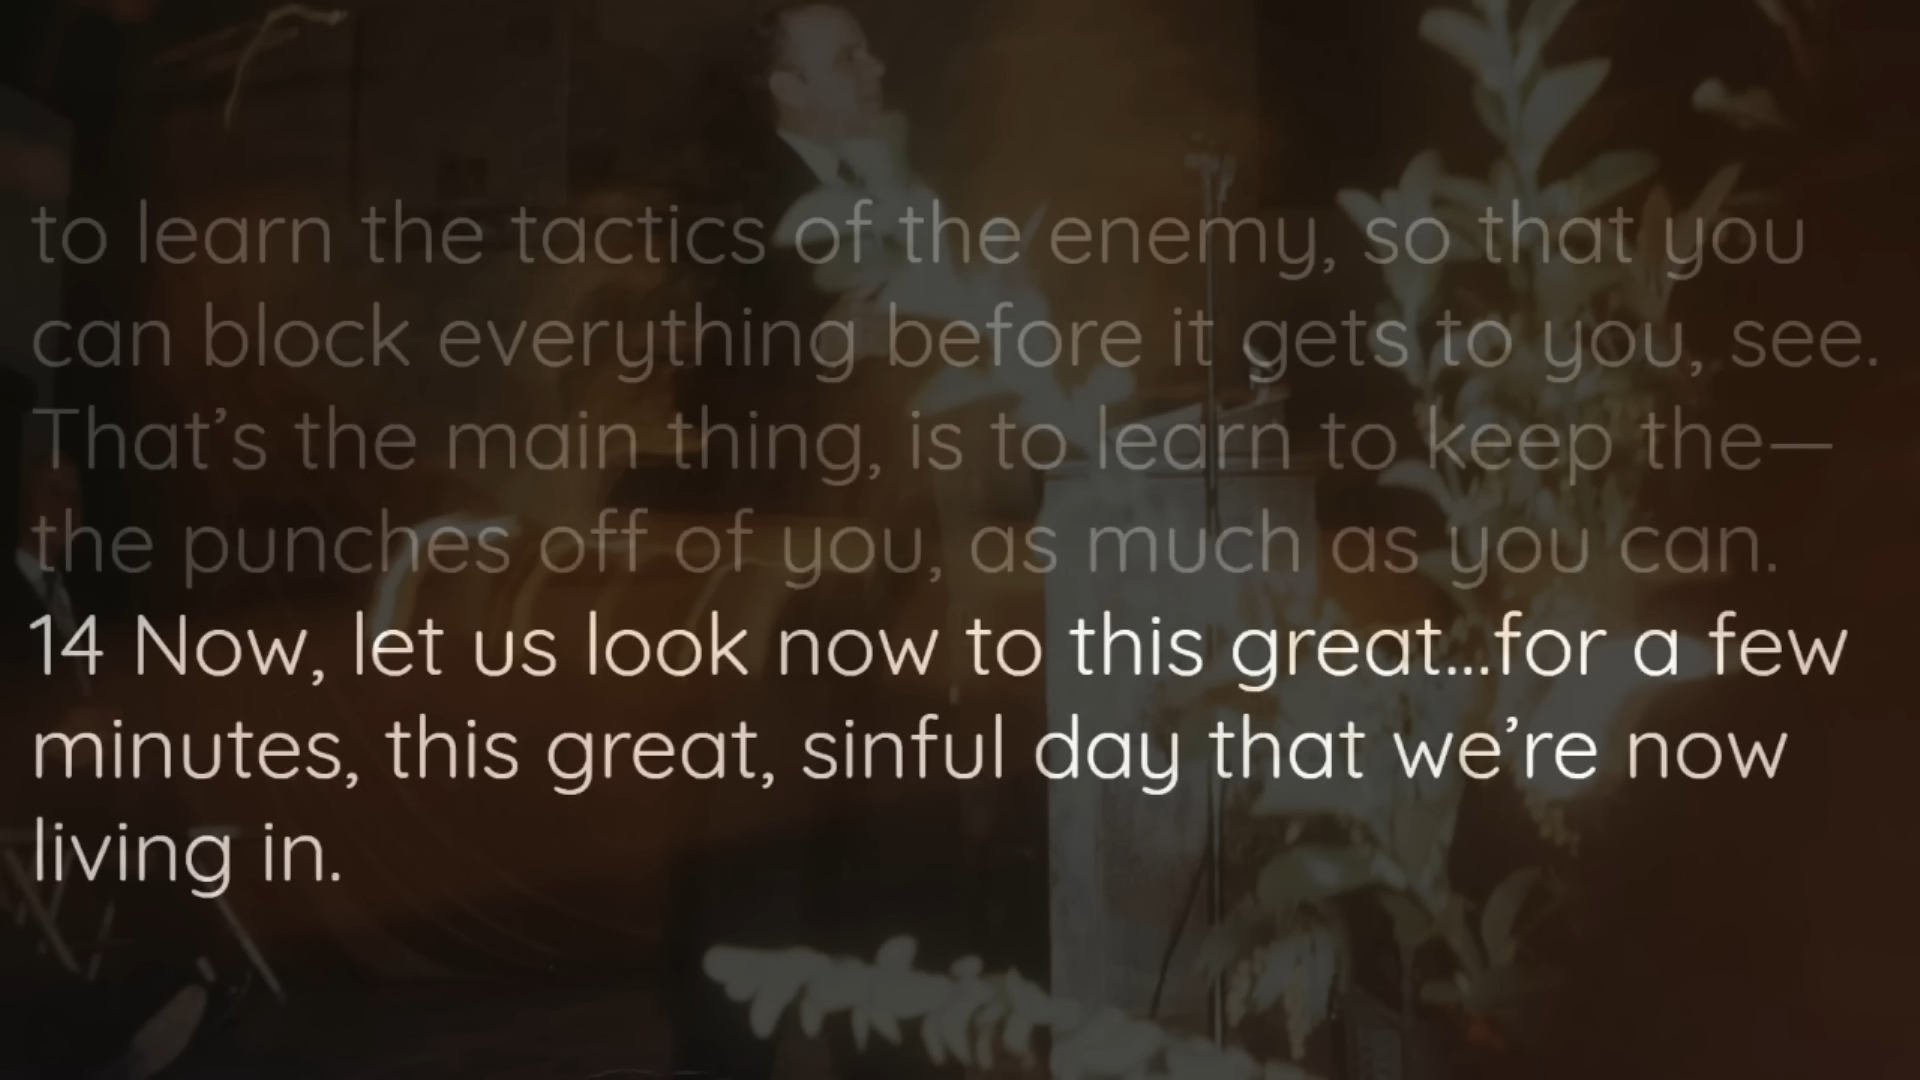 to learn the tactics of the enemy, so that you
can block everything before it gets to you, see.
That’s the main thing, is to learn to keep the—
the punches off of you, as much as you can.
14 Now, let us look now to this great...for a few
minutes, this great, sinful day that we’re now
living in.